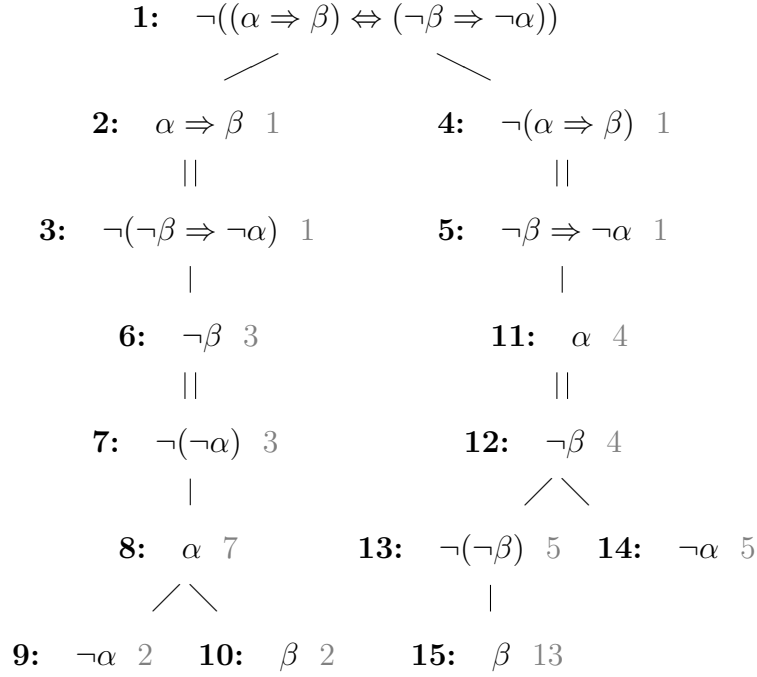 1: ¬((α ⇒ β) ⇔ (¬β ⇒ ¬α))
2: α ⇒ β 1 4: ¬(α ⇒ β) 1
3: ¬(¬β ⇒ ¬α) 1 5: ¬β ⇒ ¬α 1
6: ¬β 3 11: α 4
7: ¬(¬α) 3 12: ¬β 4
8: α 7 13: ¬(¬β) 5 14: ¬α 5
9: ¬α 2 10: β 2 15: β 13